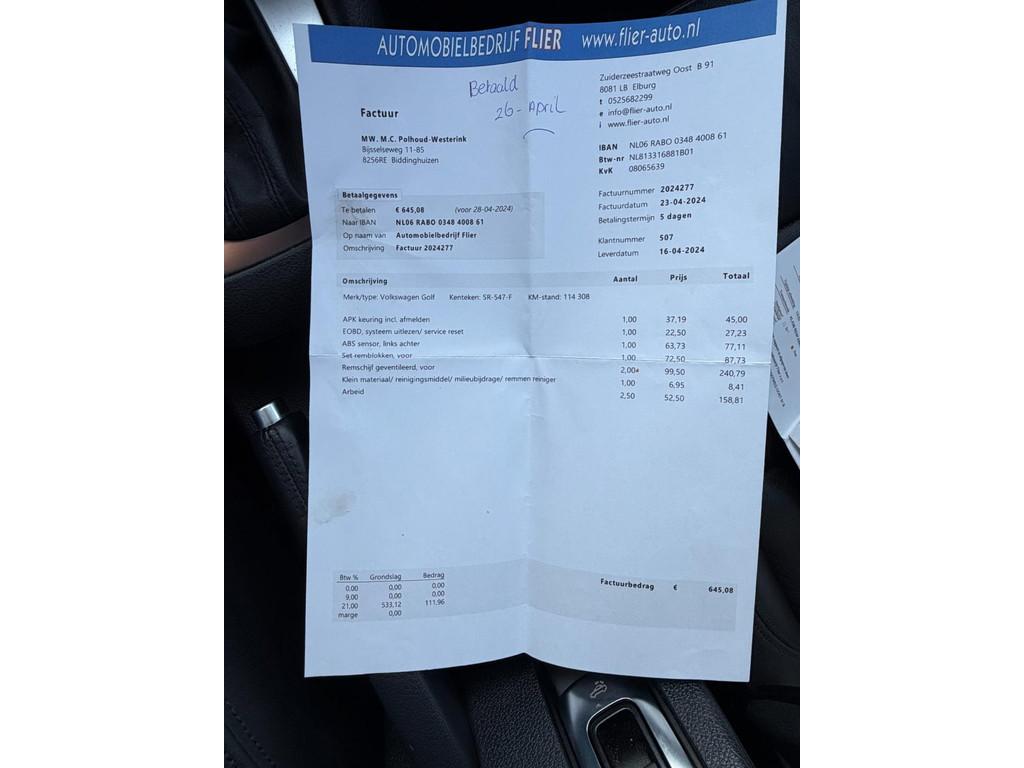 AUTOMOBIELBEDRIJF FLIER www.flier-auto.nl
Betaald
26 - April
Zuiderzeestraatweg Oost B 91
8081 LB Elburg
t 0525682299
e info@flier-auto.nl
i www.flier-auto.nl
Factuur
MW. M.C. Polhoud-Westerink
Bijsselseweg 11-85
8256RE Biddinghuizen
IBAN NL06 RABO 0348 4008 61
Btw-nr NL813316881B01
KvK 08065639
Factuurnummer 2024277
Factuurdatum 23-04-2024
Betalingstermijn 5 dagen
Klantnummer 507
Leverdatum 16-04-2024
Betaalgegevens
Te betalen € 645,08 (voor 28-04-2024)
Naar IBAN NL06 RABO 0348 4008 61
Op naam van Automobielbedrijf Flier
Omschrijving Factuur 2024277
Omschrijving Aantal Prijs Totaal
Merk/type: Volkswagen Golf Kenteken: SR-547-F KM-stand: 114 308
APK keuring incl. afmelden 1,00 37,19 45,00
EOBD, systeem uitlezen/ service reset 1,00 22,50 27,23
ABS sensor, links achter 1,00 63,73 77,11
Set remblokken, voor 1,00 72,50 87,73
Remschijf geventileerd, voor 2,00 99,50 240,79
Klein materiaal/ reinigingsmiddel/ milieubijdrage/ remmen reiniger 1,00 6,95 8,41
Arbeid 2,50 52,50 158,81
Btw % Grondslag Bedrag
0,00 0,00 0,00
9,00 0,00 0,00
21,00 533,12 111,96
marge 0,00
Factuurbedrag € 645,08